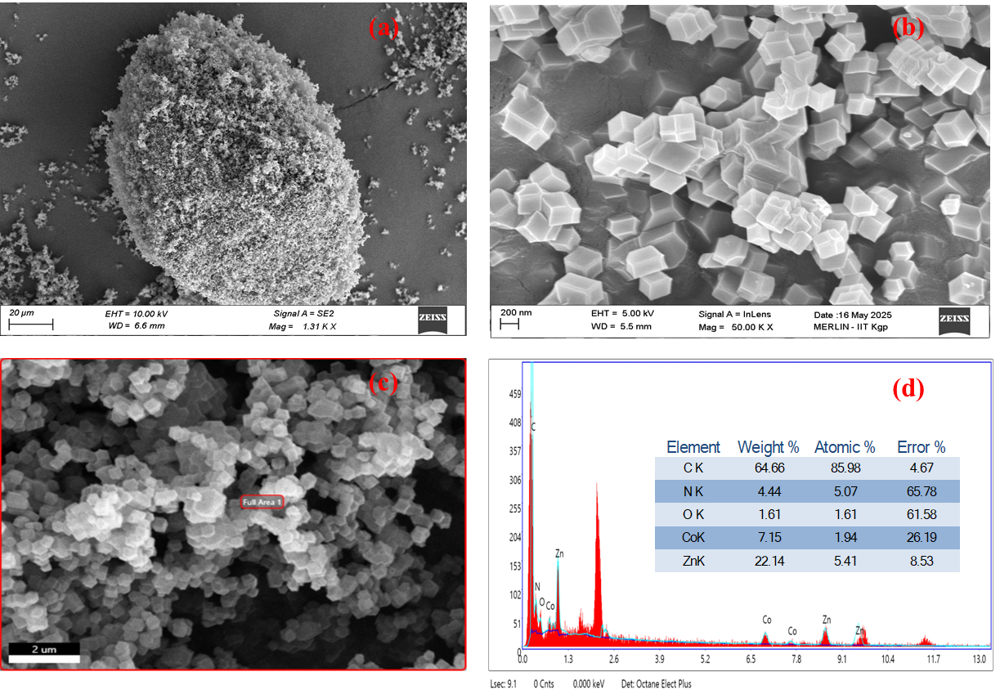 (a)
20 µm
EHT = 10.00 kV
Signal A = SE2
WD = 6.6 mm
Mag = 1.31 K X
ZEISS
(b)
200 nm
EHT = 5.00 kV
Signal A = InLens
Date :16 May 2025
WD = 5.5 mm
Mag = 50.00 K X
MERLIN - IIT Kgp
ZEISS
(c)
Full Area 1
2 um
(d)
459
408
357
306
255
204
153
102
51
0
C
N
O
Co
Zn
Co
Co
Zn
Zn
Element Weight % Atomic % Error %
C K 64.66 85.98 4.67
N K 4.44 5.07 65.78
O K 1.61 1.61 61.58
CoK 7.15 1.94 26.19
ZnK 22.14 5.41 8.53
0.0 1.3 2.6 3.9 5.2 6.5 7.8 9.1 10.4 11.7 13.0
Lsec: 9.1 0 Cnts 0.000 keV Det: Octane Elect Plus